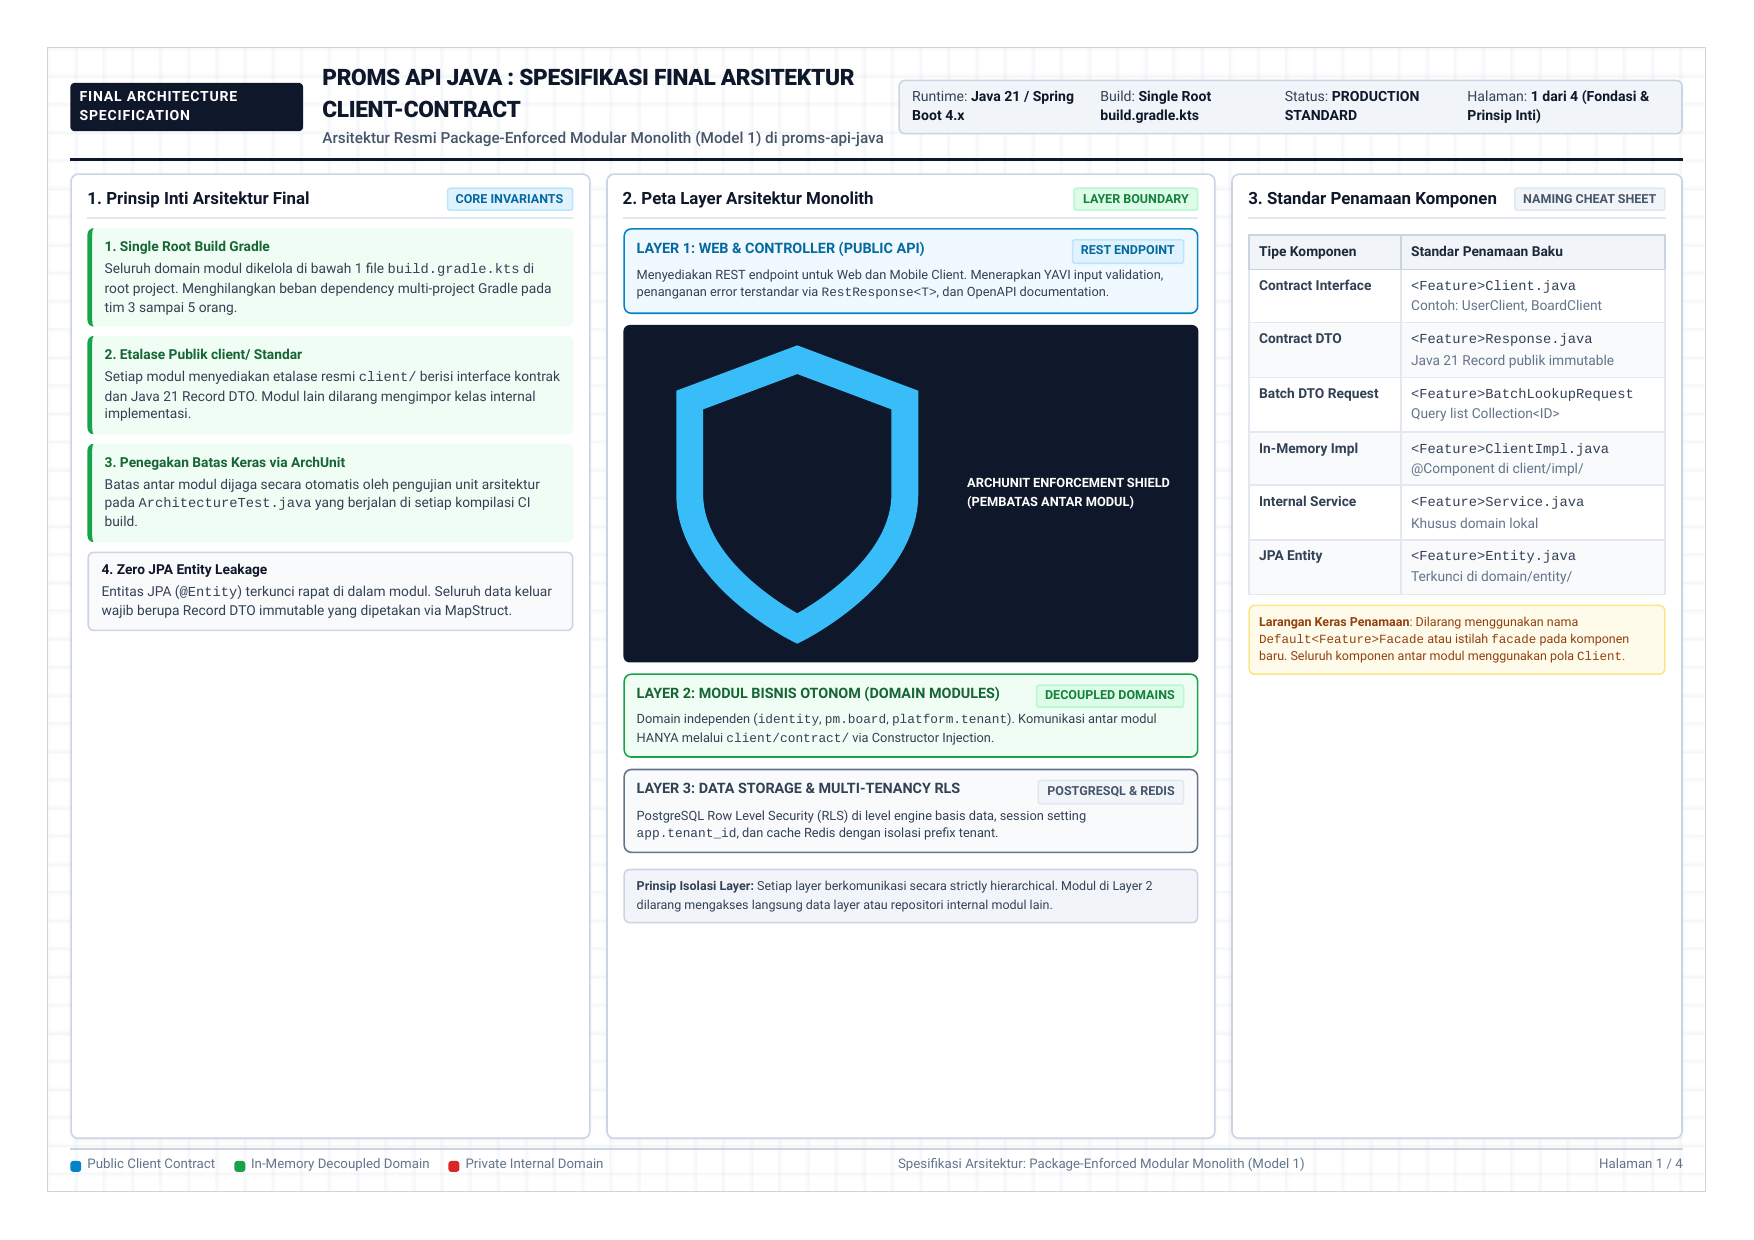 FINAL ARCHITECTURE
SPECIFICATION
PROMS API JAVA : SPESIFIKASI FINAL ARSITEKTUR
CLIENT-CONTRACT
Arsitektur Resmi Package-Enforced Modular Monolith (Model 1) di proms-api-java
Runtime: Java 21 / Spring
Boot 4.x
Build: Single Root
build.gradle.kts
Status: PRODUCTION
STANDARD
Halaman: 1 dari 4 (Fondasi &
Prinsip Inti)
1. Prinsip Inti Arsitektur Final
CORE INVARIANTS
1. Single Root Build Gradle
Seluruh domain modul dikelola di bawah 1 file build.gradle.kts di
root project. Menghilangkan beban dependency multi-project Gradle pada
tim 3 sampai 5 orang.
2. Etalase Publik client/ Standar
Setiap modul menyediakan etalase resmi client/ berisi interface kontrak
dan Java 21 Record DTO. Modul lain dilarang mengimpor kelas internal
implementasi.
3. Penegakan Batas Keras via ArchUnit
Batas antar modul dijaga secara otomatis oleh pengujian unit arsitektur
pada ArchitectureTest.java yang berjalan di setiap kompilasi CI
build.
4. Zero JPA Entity Leakage
Entitas JPA (@Entity) terkunci rapat di dalam modul. Seluruh data keluar
wajib berupa Record DTO immutable yang dipetakan via MapStruct.
2. Peta Layer Arsitektur Monolith
LAYER BOUNDARY
LAYER 1: WEB & CONTROLLER (PUBLIC API)
REST ENDPOINT
Menyediakan REST endpoint untuk Web dan Mobile Client. Menerapkan YAVI input validation,
penanganan error terstandar via RestResponse<T>, dan OpenAPI documentation.
ARCHUNIT ENFORCEMENT SHIELD
(PEMBATAS ANTAR MODUL)
LAYER 2: MODUL BISNIS OTONOM (DOMAIN MODULES)
DECOUPLED DOMAINS
Domain independen (identity, pm.board, platform.tenant). Komunikasi antar modul
HANYA melalui client/contract/ via Constructor Injection.
LAYER 3: DATA STORAGE & MULTI-TENANCY RLS
POSTGRESQL & REDIS
PostgreSQL Row Level Security (RLS) di level engine basis data, session setting
app.tenant_id, dan cache Redis dengan isolasi prefix tenant.
Prinsip Isolasi Layer: Setiap layer berkomunikasi secara strictly hierarchical. Modul di Layer 2
dilarang mengakses langsung data layer atau repositori internal modul lain.
3. Standar Penamaan Komponen
NAMING CHEAT SHEET
Tipe Komponen
Standar Penamaan Baku
Contract Interface
<Feature>Client.java
Contoh: UserClient, BoardClient
Contract DTO
<Feature>Response.java
Java 21 Record publik immutable
Batch DTO Request
<Feature>BatchLookupRequest
Query list Collection<ID>
In-Memory Impl
<Feature>ClientImpl.java
@Component di client/impl/
Internal Service
<Feature>Service.java
Khusus domain lokal
JPA Entity
<Feature>Entity.java
Terkunci di domain/entity/
Larangan Keras Penamaan: Dilarang menggunakan nama
Default<Feature>Facade atau istilah facade pada komponen
baru. Seluruh komponen antar modul menggunakan pola Client.
Public Client Contract
In-Memory Decoupled Domain
Private Internal Domain
Spesifikasi Arsitektur: Package-Enforced Modular Monolith (Model 1)
Halaman 1 / 4